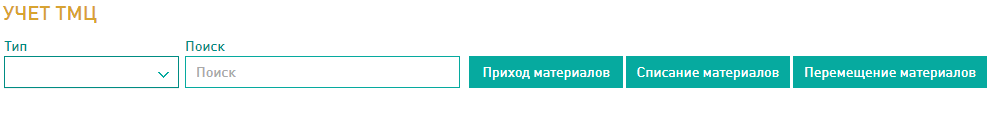 УЧЕТ ТМЦ
Тип Поиск
Поиск Приход материалов Списание материалов Перемещение материалов